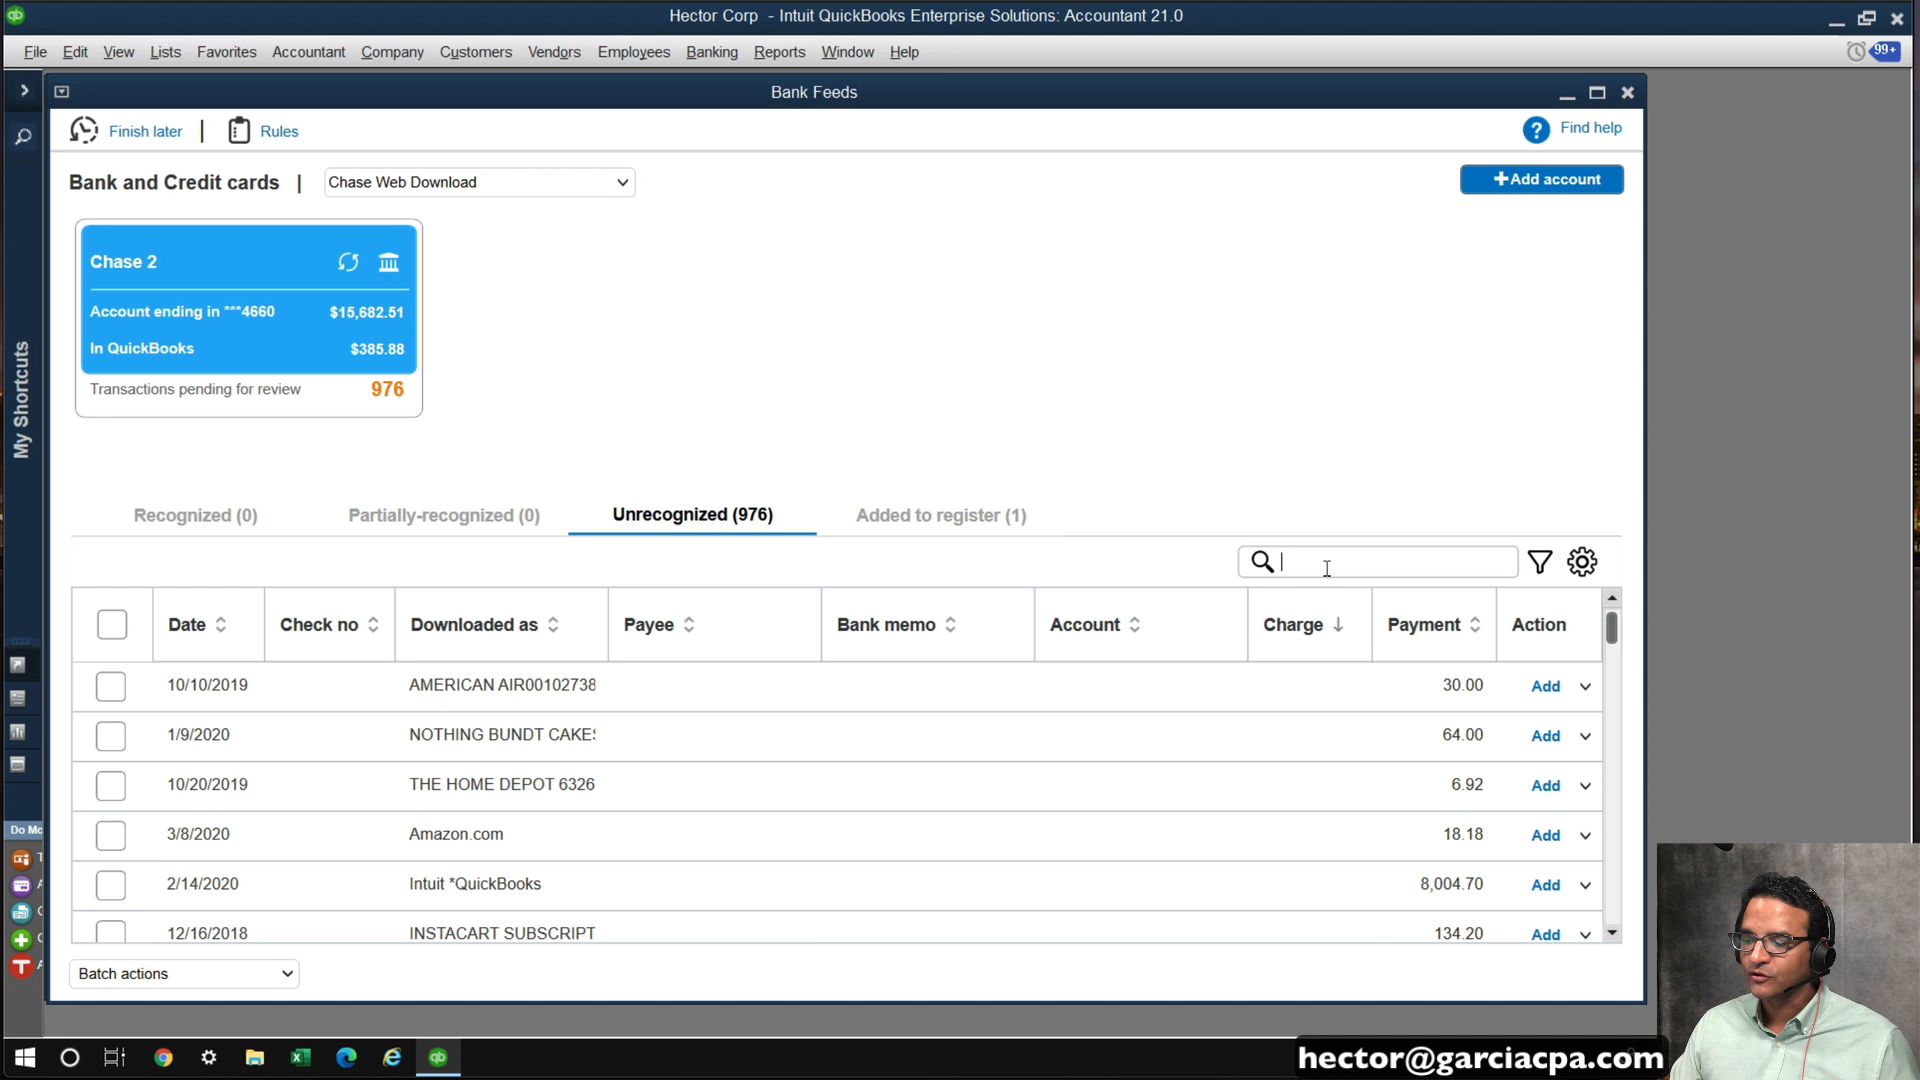 Hector Corp - Intuit QuickBooks Enterprise Solutions: Accountant 21.0
File Edit View Lists Favorites Accountant Company Customers Vendors Employees Banking Reports Window Help
99+
Bank Feeds
Finish later | Rules
Find help
Bank and Credit cards | Chase Web Download
+Add account
Chase 2
Account ending in ***4660 $15,682.51
In QuickBooks $385.88
Transactions pending for review 976
My Shortcuts
Recognized (0) Partially-recognized (0) Unrecognized (976) Added to register (1)
Date Check no Downloaded as Payee Bank memo Account Charge Payment Action
10/10/2019 AMERICAN AIR00102738 30.00 Add
1/9/2020 NOTHING BUNDT CAKES 64.00 Add
10/20/2019 THE HOME DEPOT 6326 6.92 Add
3/8/2020 Amazon.com 18.18 Add
2/14/2020 Intuit *QuickBooks 8,004.70 Add
12/16/2018 INSTACART SUBSCRIPT 134.20 Add
Do Mo
Batch actions
hector@garciacpa.com